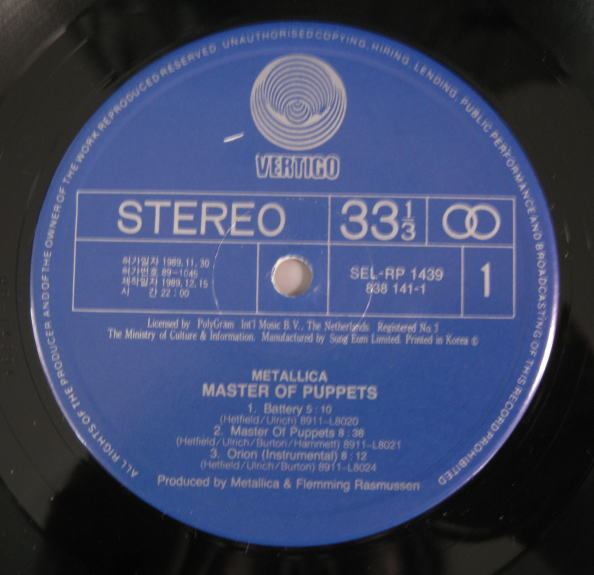 ALL RIGHTS OF THE PRODUCER AND OF THE OWNER OF THE WORK REPRODUCED RESERVED. UNAUTHORISED COPYING, HIRING, LENDING, PUBLIC PERFORMANCE AND BROADCASTING OF THIS RECORD PROHIBITED
VERTIGO
STEREO
33 1/3
허가일자 1989.11.30
허가번호 89-1045
제작일자 1989.12.15
시 간 22:00
SEL-RP 1439
838 141-1
1
Licensed by PolyGram Int'l Music B.V., The Netherlands. Registered No.3
The Ministry of Culture & Information. Manufactured by Sung Eum Limited. Printed in Korea ©
METALLICA
MASTER OF PUPPETS
1. Battery 5:10
(Hetfield/Ulrich) 8911-L8020
2. Master Of Puppets 8:38
(Hetfield/Ulrich/Burton/Hammett) 8911-L8021
3. Orion (Instrumental) 8:12
(Hetfield/Ulrich/Burton) 8911-L8024
Produced by Metallica & Flemming Rasmussen